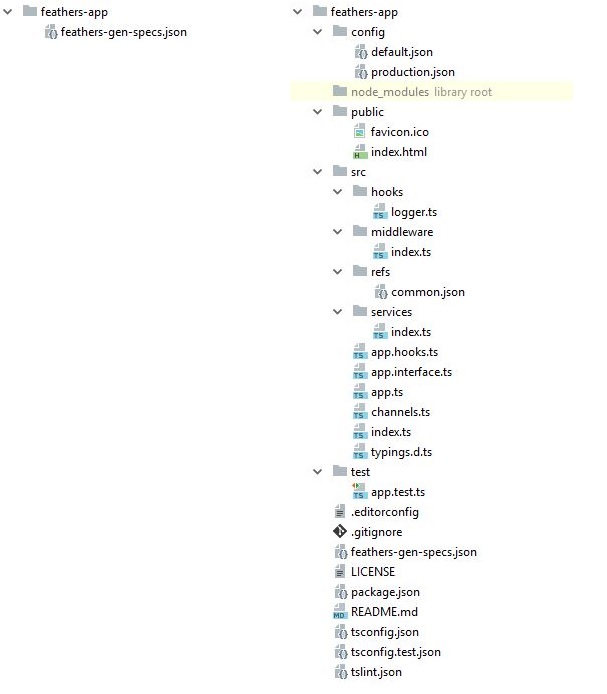 feathers-app
feathers-gen-specs.json
feathers-app
config
default.json
production.json
node_modules library root
public
favicon.ico
index.html
src
hooks
logger.ts
middleware
index.ts
refs
common.json
services
index.ts
app.hooks.ts
app.interface.ts
app.ts
channels.ts
index.ts
typings.d.ts
test
app.test.ts
.editorconfig
.gitignore
feathers-gen-specs.json
LICENSE
package.json
README.md
tsconfig.json
tsconfig.test.json
tslint.json